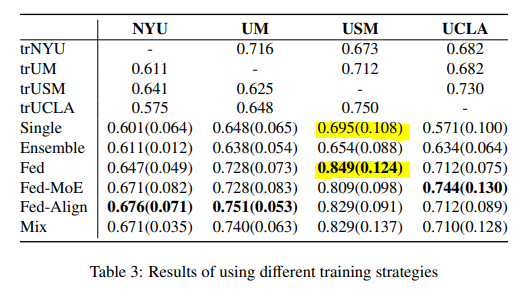 NYU UM USM UCLA
trNYU - 0.716 0.673 0.682
trUM 0.611 - 0.712 0.682
trUSM 0.641 0.625 - 0.730
trUCLA 0.575 0.648 0.750 -
Single 0.601(0.064) 0.648(0.065) 0.695(0.108) 0.571(0.100)
Ensemble 0.611(0.012) 0.638(0.054) 0.654(0.088) 0.634(0.064)
Fed 0.647(0.049) 0.728(0.073) 0.849(0.124) 0.712(0.075)
Fed-MoE 0.671(0.082) 0.728(0.083) 0.809(0.098) 0.744(0.130)
Fed-Align 0.676(0.071) 0.751(0.053) 0.829(0.091) 0.712(0.089)
Mix 0.671(0.035) 0.740(0.063) 0.829(0.137) 0.710(0.128)
Table 3: Results of using different training strategies